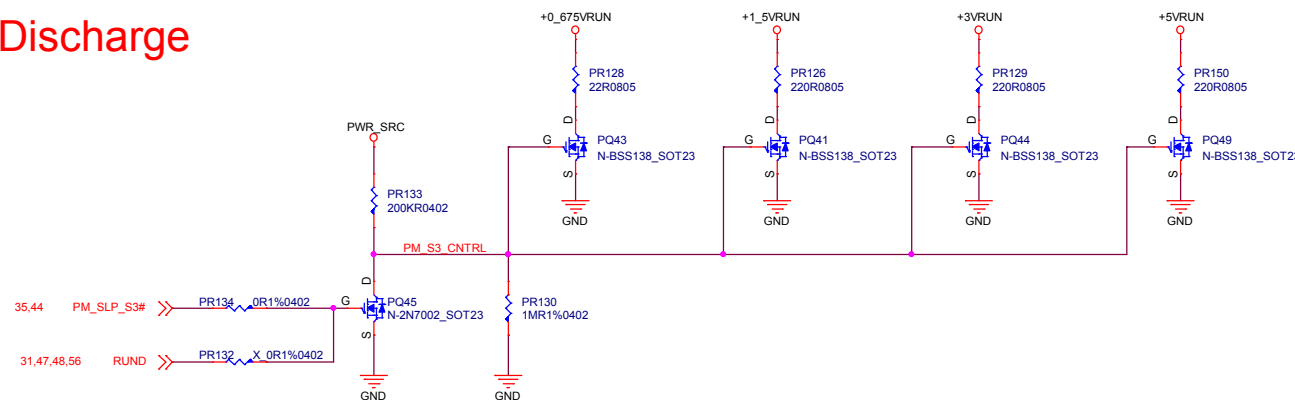 Discharge
+0_675VRUN
+1_5VRUN
+3VRUN
+5VRUN
PR128
22R0805
PR126
220R0805
PR129
220R0805
PR150
220R0805
D
D
D
D
PWR_SRC
G
PQ43
N-BSS138_SOT23
G
PQ41
N-BSS138_SOT23
G
PQ44
N-BSS138_SOT23
G
PQ49
N-BSS138_SOT23
S
S
S
S
PR133
200KR0402
GND
GND
GND
GND
PM_S3_CNTRL
D
35,44 PM_SLP_S3#
PR134 0R1%0402
G
PQ45
N-2N7002_SOT23
S
PR130
1MR1%0402
31,47,48,56 RUND
PR132 X_0R1%0402
GND
GND